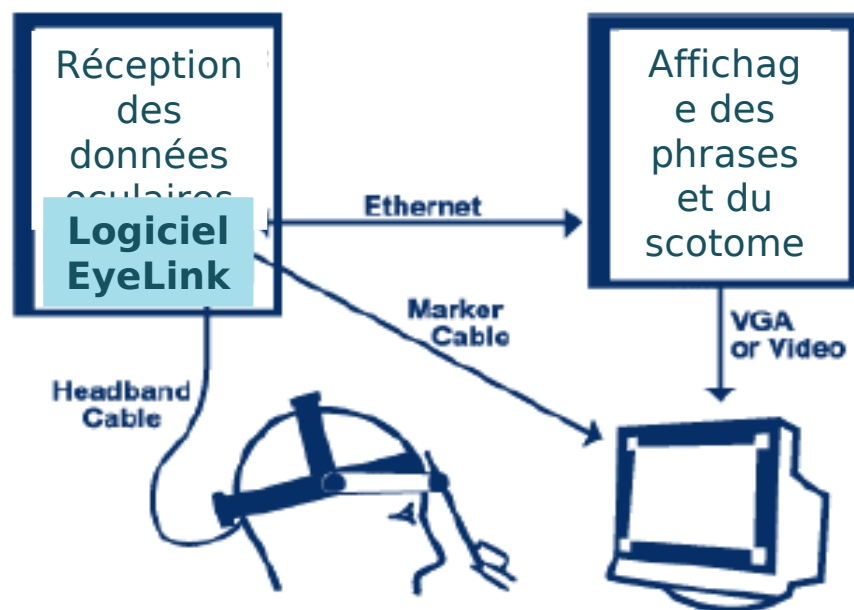 Réception
des
données
oculaires
Logiciel
EyeLink
Affichag
e des
phrases
et du
scotome
Ethernet
Marker
Cable
VGA
or Video
Headband
Cable